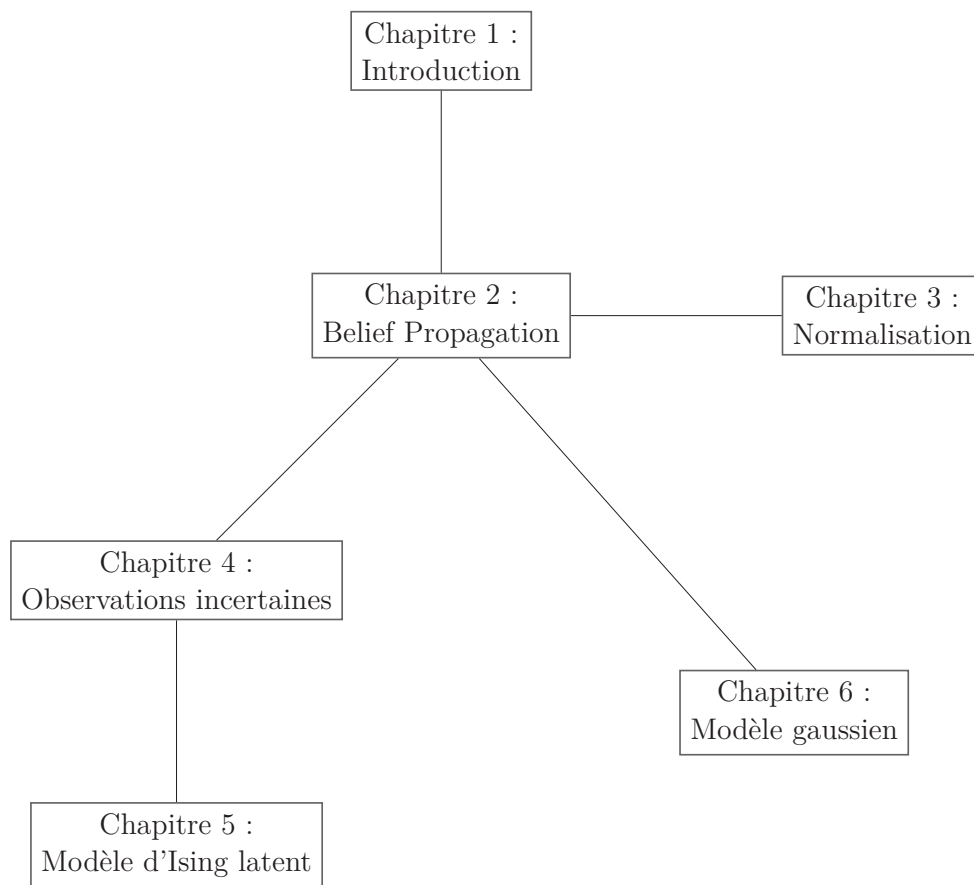 Chapitre 1 :
Introduction
Chapitre 2 :
Belief Propagation
Chapitre 3 :
Normalisation
Chapitre 4 :
Observations incertaines
Chapitre 6 :
Modèle gaussien
Chapitre 5 :
Modèle d'Ising latent